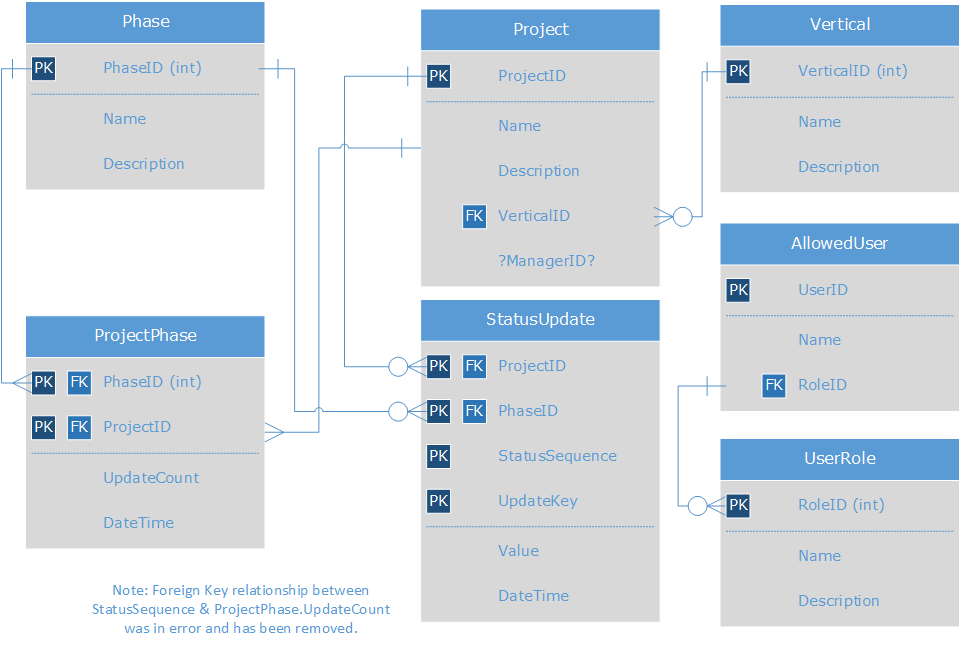 Phase
PK PhaseID (int)
Name
Description
Project
PK ProjectID
Name
Description
FK VerticalID
?ManagerID?
Vertical
PK VerticalID (int)
Name
Description
AllowedUser
PK UserID
Name
FK RoleID
ProjectPhase
PK FK PhaseID (int)
PK FK ProjectID
UpdateCount
DateTime
StatusUpdate
PK FK ProjectID
PK FK PhaseID
PK StatusSequence
PK UpdateKey
Value
DateTime
UserRole
PK RoleID (int)
Name
Description
Note: Foreign Key relationship between
StatusSequence & ProjectPhase.UpdateCount
was in error and has been removed.